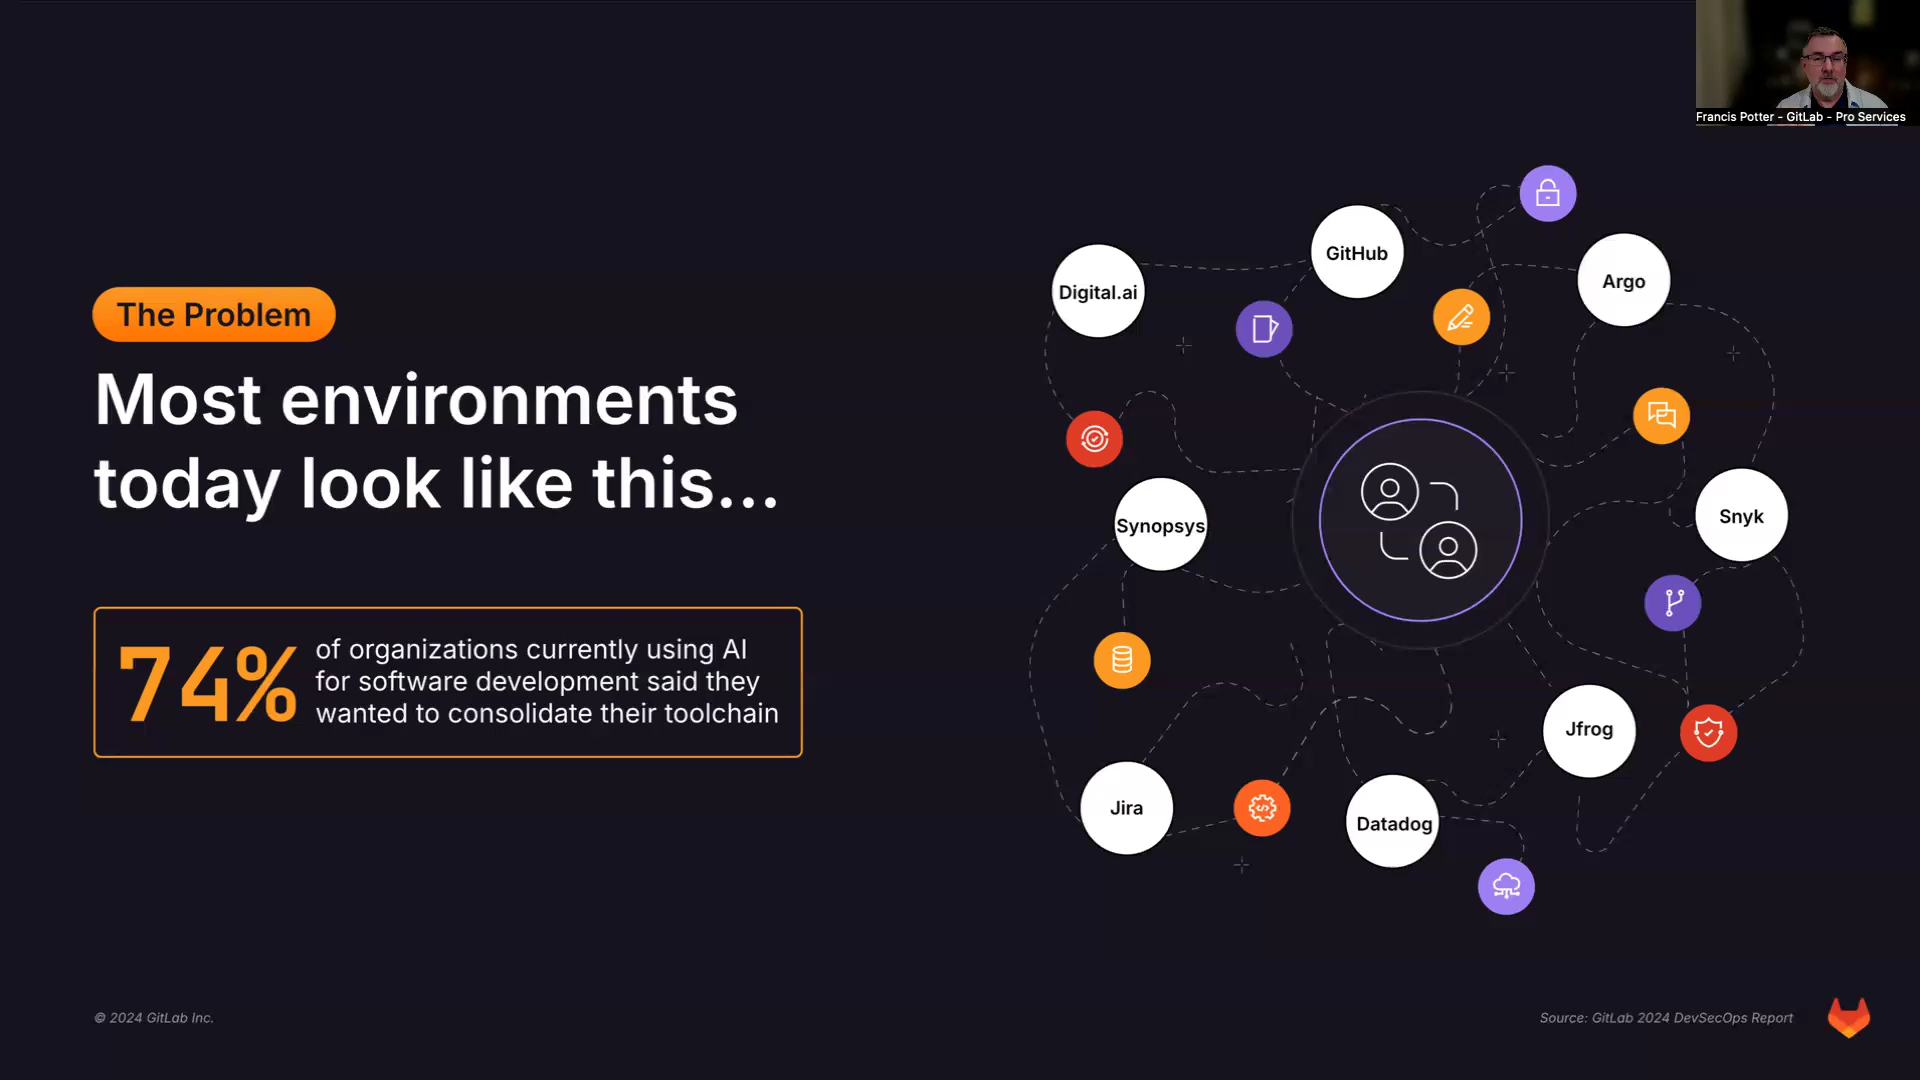 Francis Potter - GitLab - Pro Services
The Problem
Most environments
today look like this...
74%
of organizations currently using AI
for software development said they
wanted to consolidate their toolchain
GitHub
Argo
Digital.ai
Snyk
Synopsys
Jfrog
Jira
Datadog
© 2024 GitLab Inc.
Source: GitLab 2024 DevSecOps Report